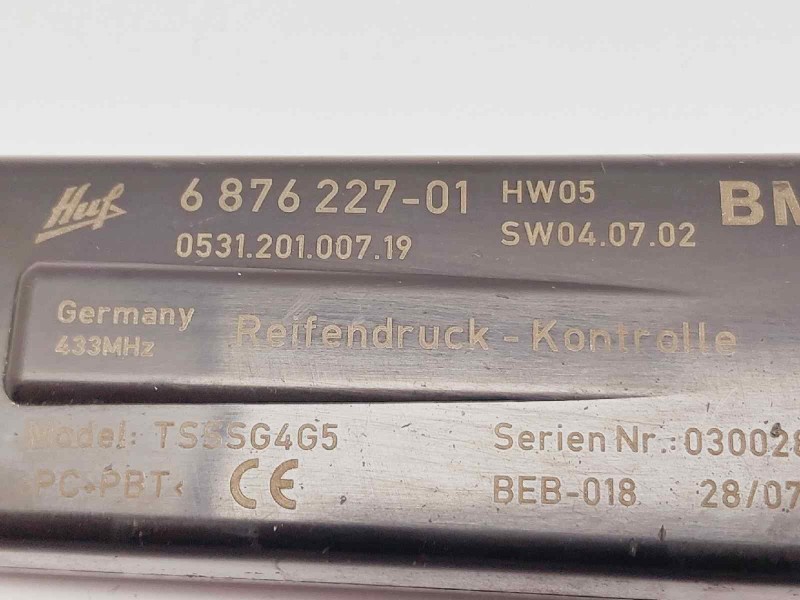 Huf 6 876 227-01 HW05 BM
0531.201.007.19 SW04.07.02
Germany
433MHz
Reifendruck - Kontrolle
Model: TSSSG4G5 Serien Nr.: 030028
>PC+PBT< CE BEB-018 28/07